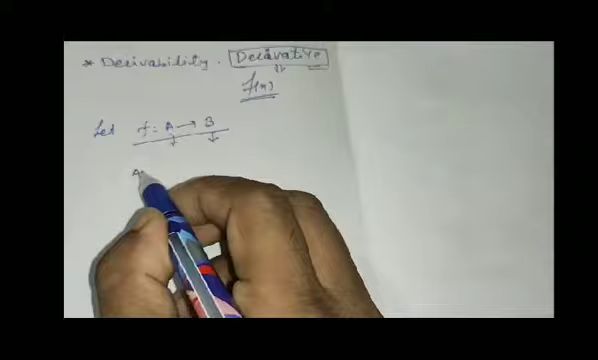 * Derivability. Derivative
f(x)
Let f: A → B
A